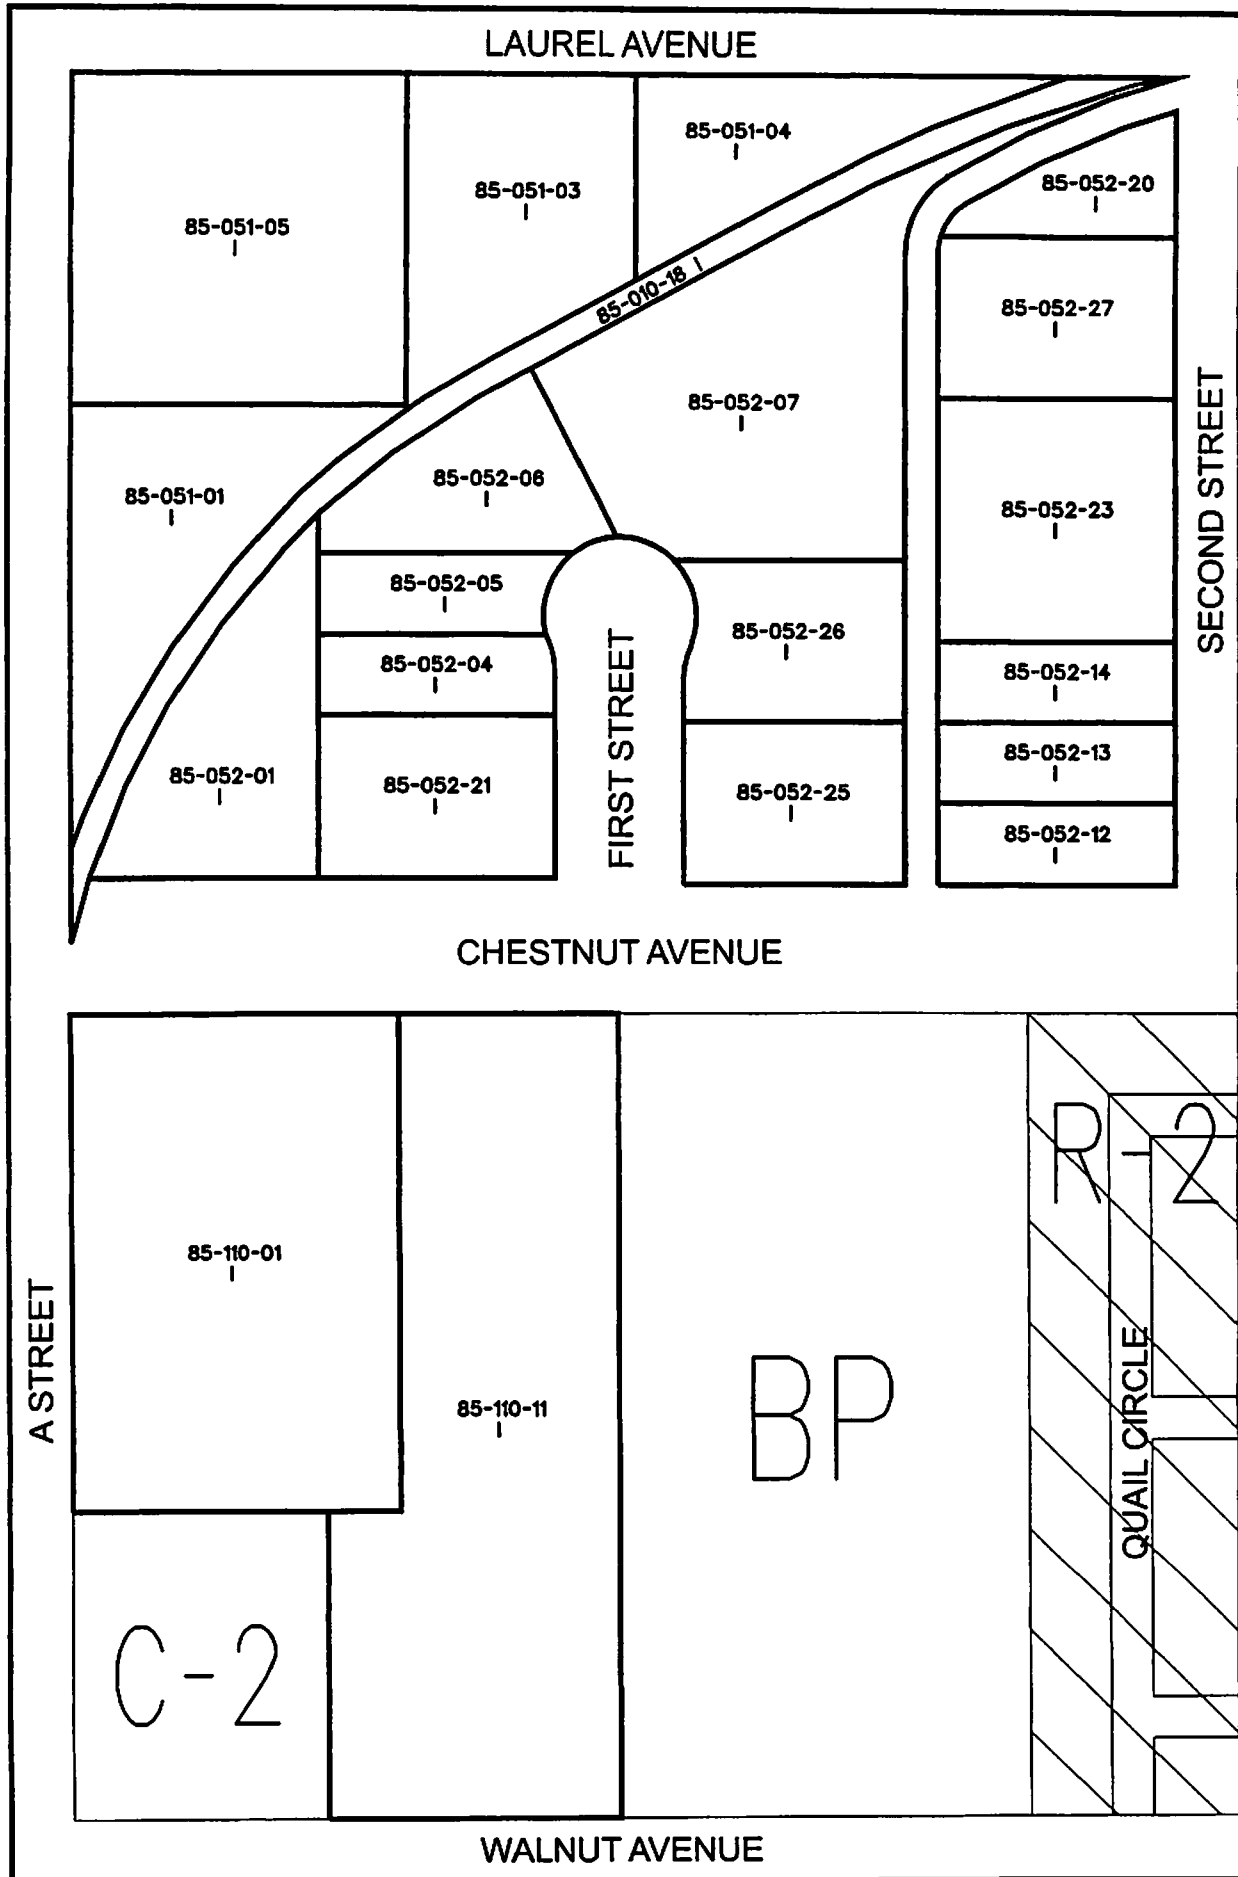 LAUREL AVENUE
85-051-04
85-052-20
85-051-03
85-051-05
85-010-18
85-052-27
85-052-07
85-052-06
85-051-01
85-052-23
SECOND STREET
85-052-05
85-052-26
85-052-04
85-052-14
FIRST STREET
85-052-01
85-052-21
85-052-25
85-052-13
85-052-12
CHESTNUT AVENUE
R-2
85-110-01
A STREET
85-110-11
BP
QUAIL CIRCLE
C-2
WALNUT AVENUE